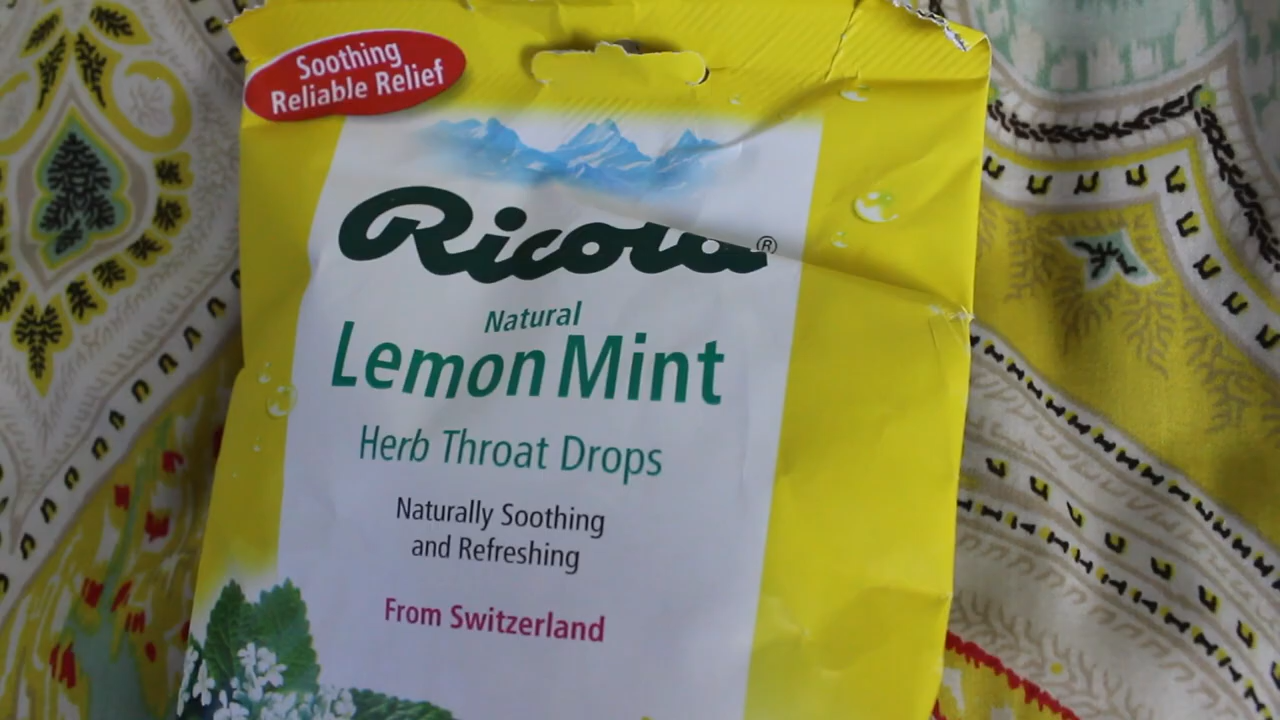 Soothing
Reliable Relief
Ricola®
Natural
Lemon Mint
Herb Throat Drops
Naturally Soothing
and Refreshing
From Switzerland